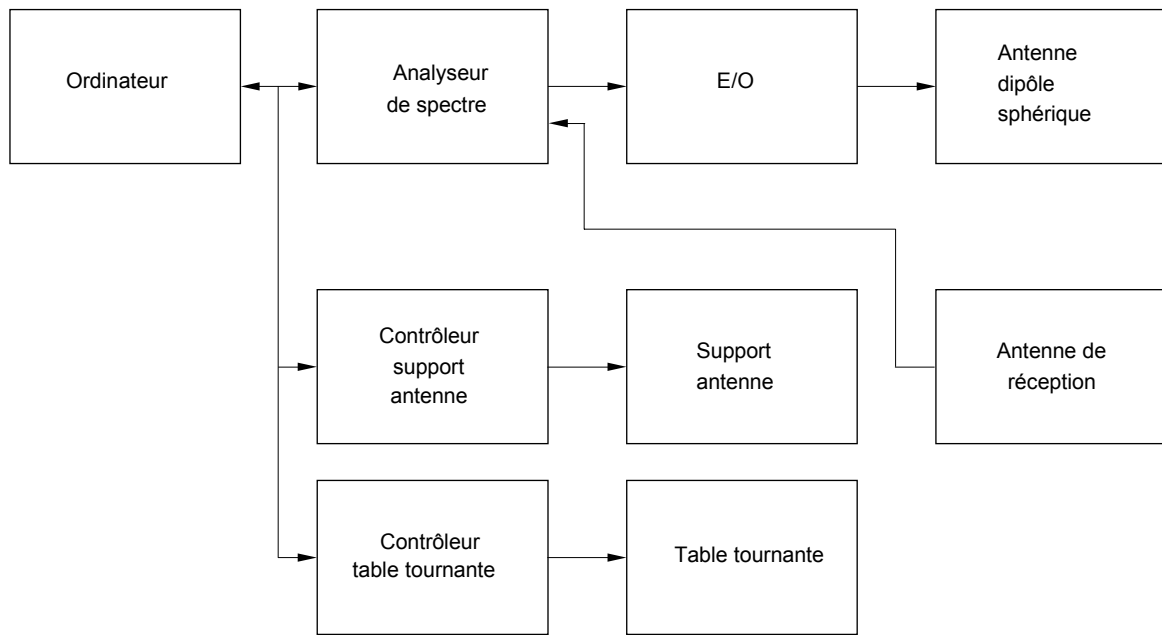 Ordinateur
Analyseur
de spectre
E/O
Antenne
dipôle
sphérique
Contrôleur
support
antenne
Support
antenne
Antenne de
réception
Contrôleur
table tournante
Table tournante